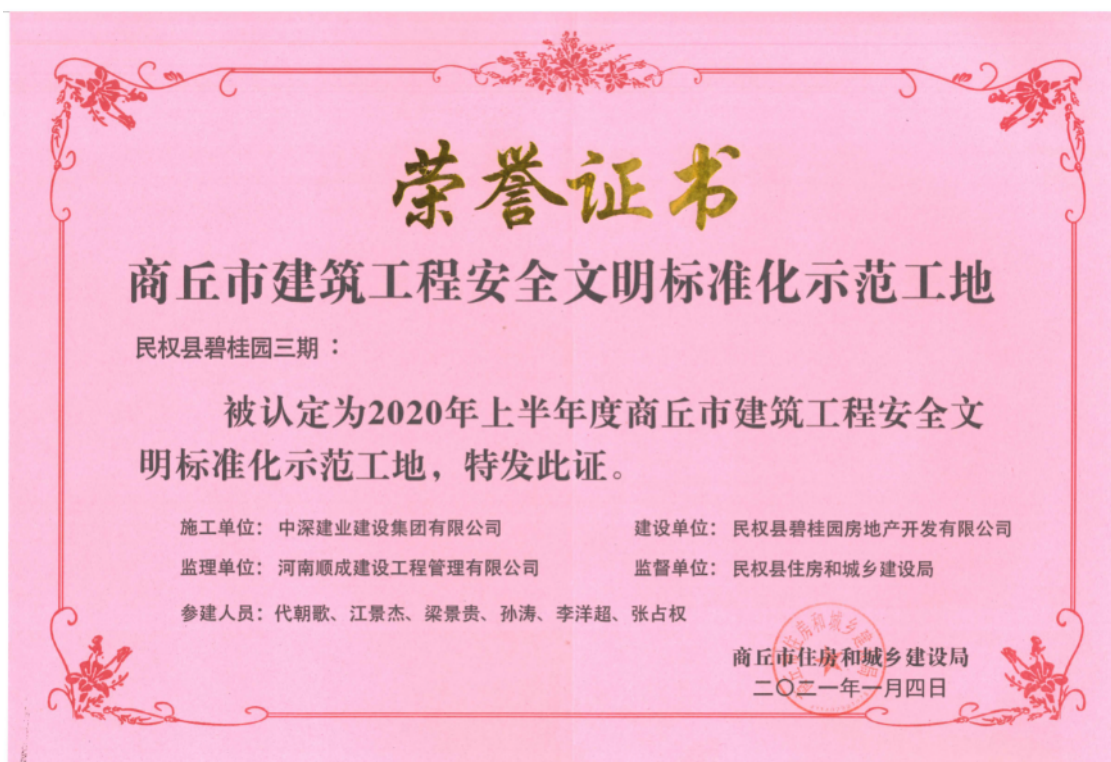 荣誉证书
商丘市建筑工程安全文明标准化示范工地
民权县碧桂园三期：
被认定为2020年上半年度商丘市建筑工程安全文
明标准化示范工地，特发此证。
施工单位：中深建业建设集团有限公司
建设单位：民权县碧桂园房地产开发有限公司
监理单位：河南顺成建设工程管理有限公司
监督单位：民权县住房和城乡建设局
参建人员：代朝歌、江景杰、梁景贵、孙涛、李洋超、张占权
商丘市住房和城乡建设局
二〇二一年一月四日